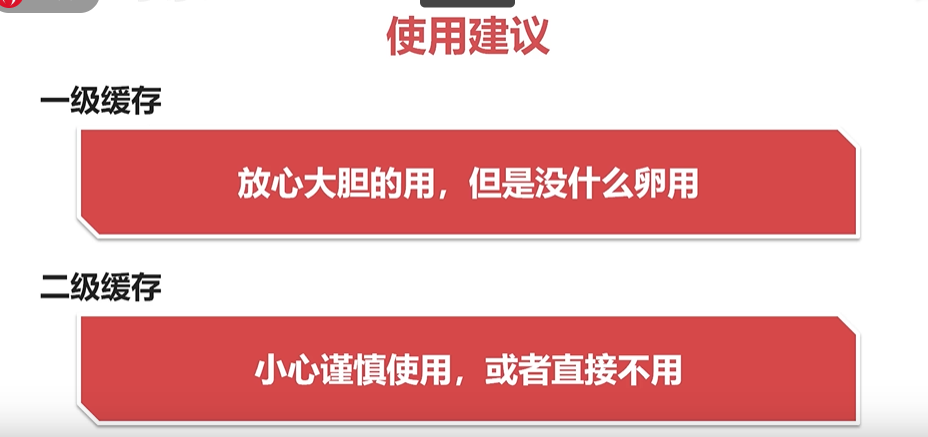 使用建议
一级缓存
放心大胆的用，但是没什么卵用
二级缓存
小心谨慎使用，或者直接不用